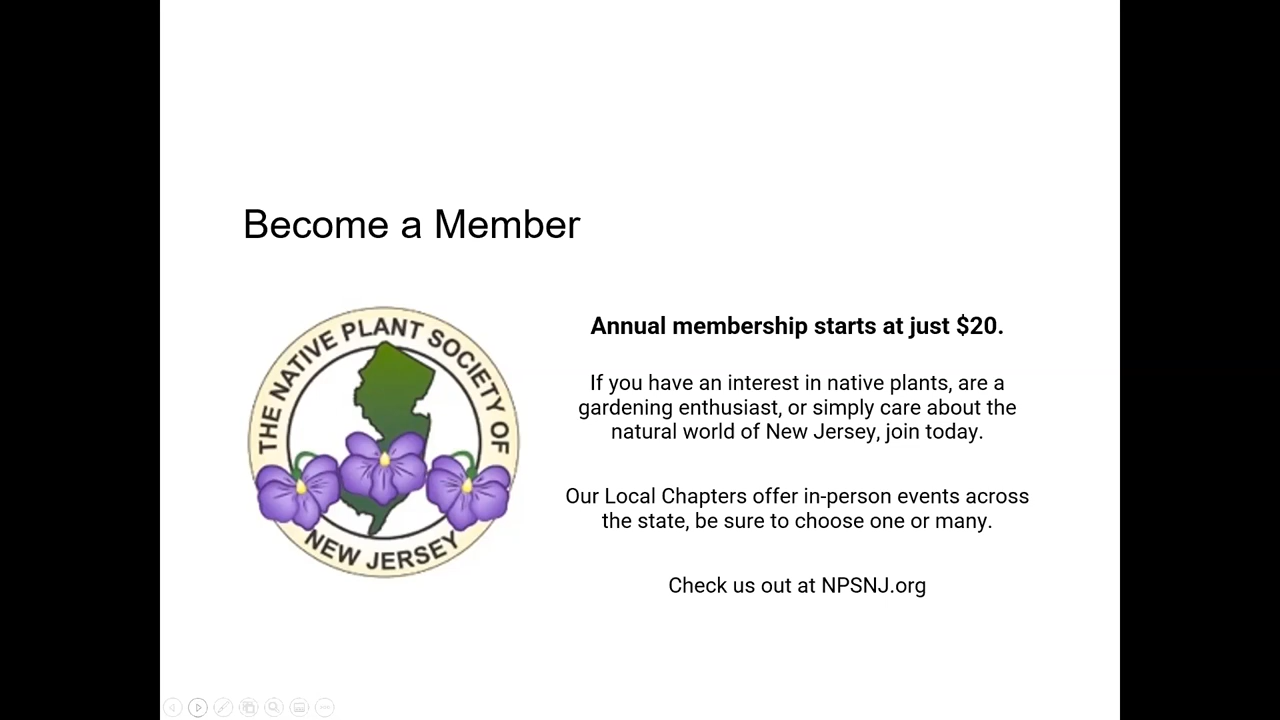 Become a Member
THE NATIVE PLANT SOCIETY OF
NEW JERSEY
Annual membership starts at just $20.
If you have an interest in native plants, are a
gardening enthusiast, or simply care about the
natural world of New Jersey, join today.
Our Local Chapters offer in-person events across
the state, be sure to choose one or many.
Check us out at NPSNJ.org